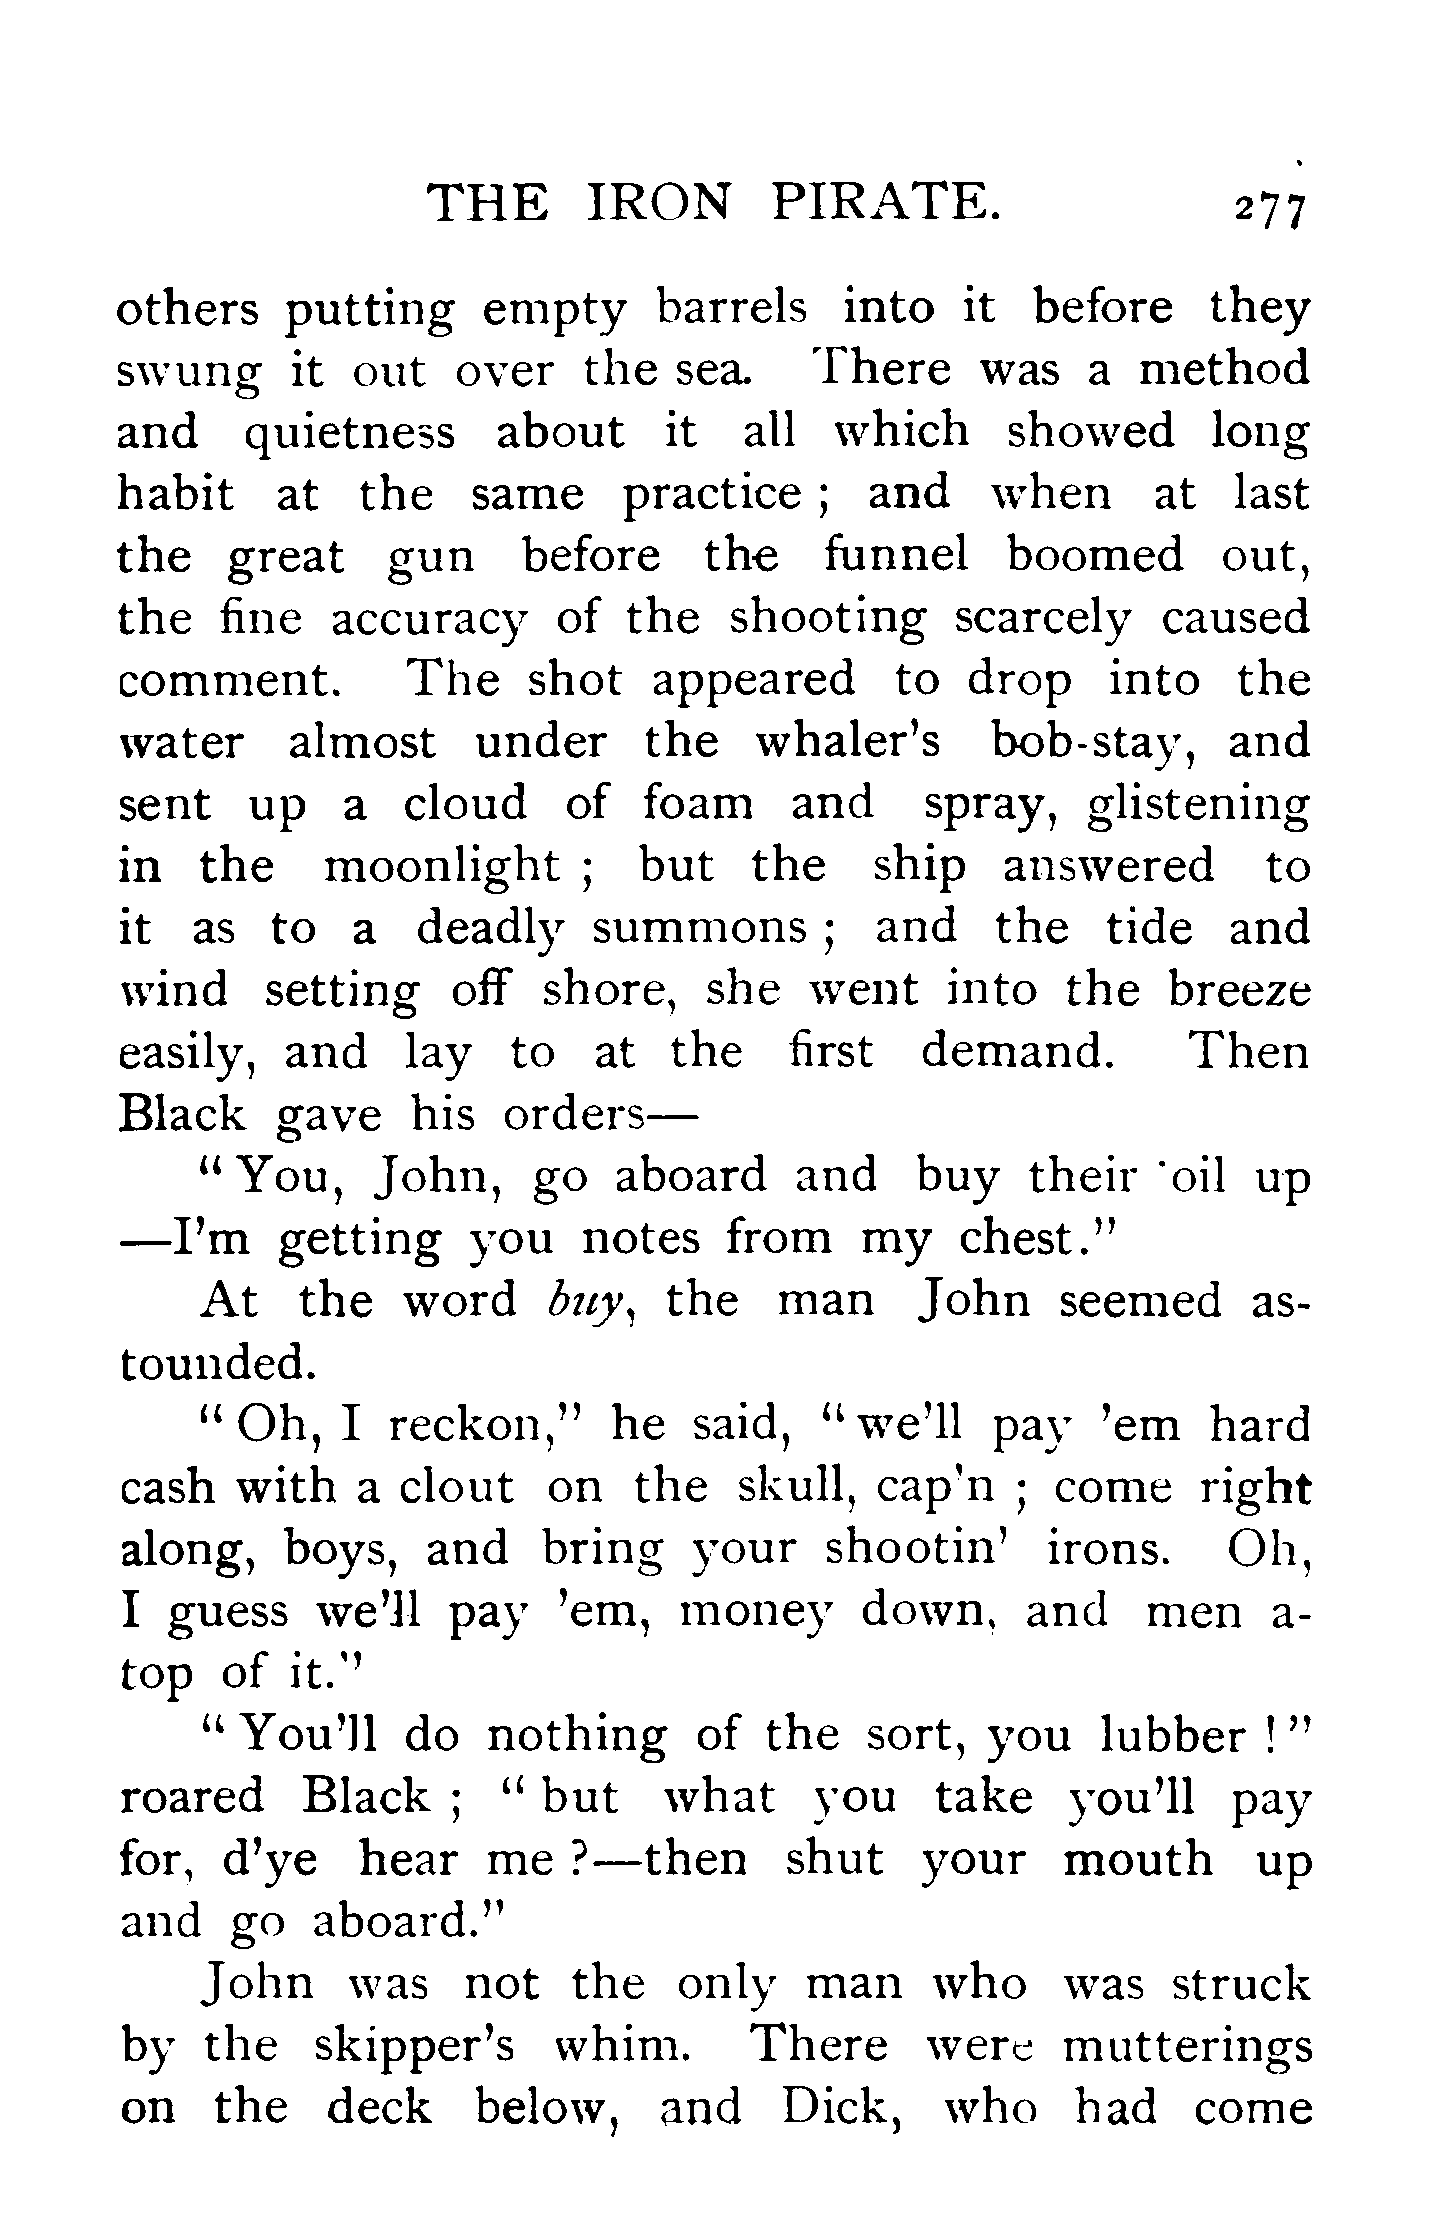 THE IRON PIRATE. 277
others putting empty barrels into it before they
swung it out over the sea. There was a method
and quietness about it all which showed long
habit at the same practice ; and when at last
the great gun before the funnel boomed out,
the fine accuracy of the shooting scarcely caused
comment. The shot appeared to drop into the
water almost under the whaler's bob-stay, and
sent up a cloud of foam and spray, glistening
in the moonlight ; but the ship answered to
it as to a deadly summons ; and the tide and
wind setting off shore, she went into the breeze
easily, and lay to at the first demand. Then
Black gave his orders—
“ You, John, go aboard and buy their oil up
—I'm getting you notes from my chest.”
At the word buy, the man John seemed as-
tounded.
“ Oh, I reckon,” he said, “ we'll pay 'em hard
cash with a clout on the skull, cap'n ; come right
along, boys, and bring your shootin' irons. Oh,
I guess we'll pay 'em, money down, and men a-
top of it.”
“ You'll do nothing of the sort, you lubber ! ”
roared Black ; “ but what you take you'll pay
for, d'ye hear me ?—then shut your mouth up
and go aboard.”
John was not the only man who was struck
by the skipper's whim. There were mutterings
on the deck below, and Dick, who had come